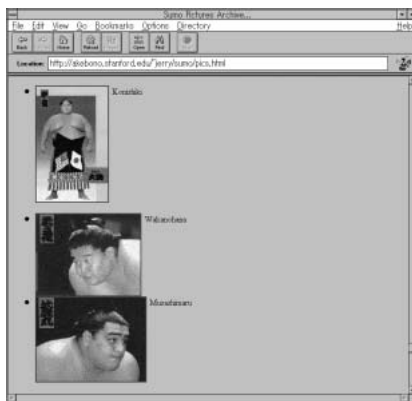 Sumo Pictures Archive...
File Edit View Go Bookmarks Options Directory Help
Back Home Reload Open Find
Location: http://akebono.stanford.edu/~jerry/sumo/pics.html
Konishiki
Wakanohana
Musashimaru